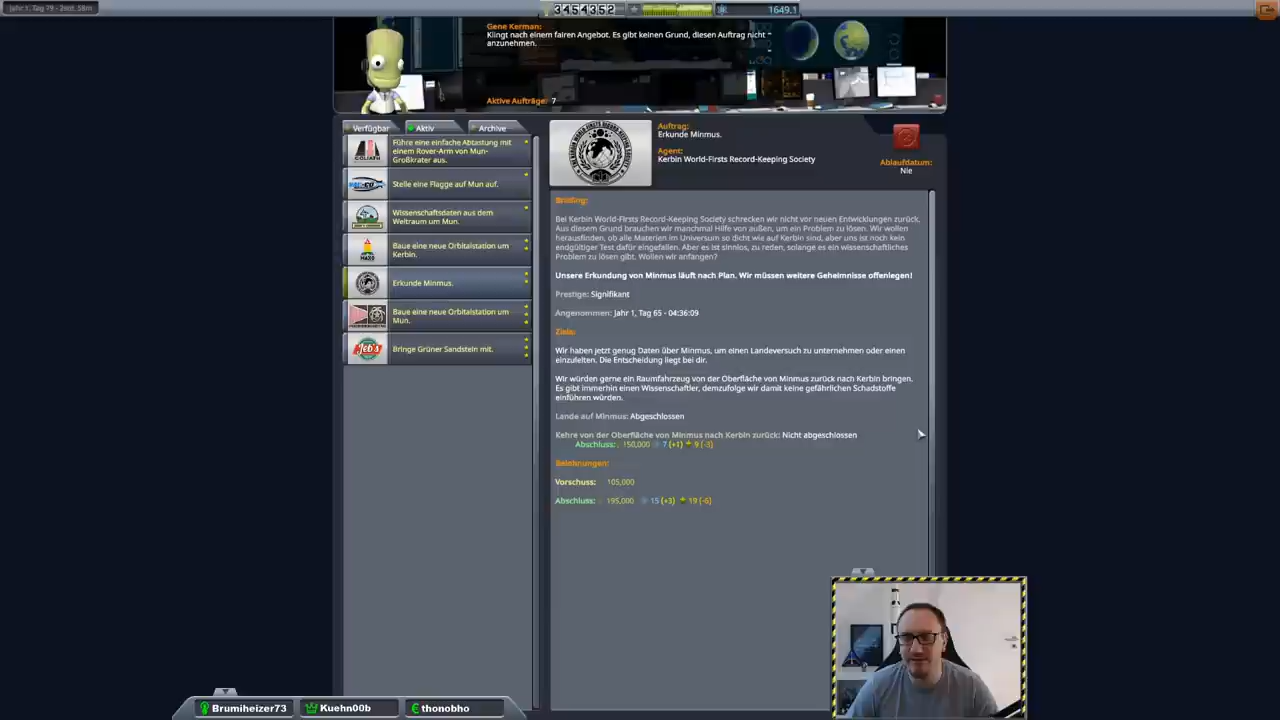 Jahr 1, Tag 79 - 2std, 58m
3454352
1649.1
Gene Kerman:
Klingt nach einem fairen Angebot. Es gibt keinen Grund, diesen Auftrag nicht
anzunehmen.
Aktive Aufträge: 7
Verfügbar
Aktiv
Archive
Führe eine einfache Abtastung mit
einem Rover-Arm von Mun-
Großkrater aus.
Stelle eine Flagge auf Mun auf.
Wissenschaftsdaten aus dem
Weltraum um Mun.
Baue eine neue Orbitalstation um
Kerbin.
Erkunde Minmus.
Baue eine neue Orbitalstation um
Mun.
Bringe Grüner Sandstein mit.
GOLIATH
Jeb's
Auftrag:
Erkunde Minmus.
Agent:
Kerbin World-Firsts Record-Keeping Society
Ablaufdatum:
Nie
Briefing:
Bei Kerbin World-Firsts Record-Keeping Society schrecken wir nicht vor neuen Entwicklungen zurück.
Aus diesem Grund brauchen wir manchmal Hilfe von außen, um ein Problem zu lösen. Wir wollen
herausfinden, ob alle Materien im Universum so dicht wie auf Kerbin sind, aber uns ist noch kein
endgültiger Test dafür eingefallen. Aber es ist sinnlos, zu reden, solange es ein wissenschaftliches
Problem zu lösen gibt. Wollen wir anfangen?
Unsere Erkundung von Minmus läuft nach Plan. Wir müssen weitere Geheimnisse offenlegen!
Prestige: Signifikant
Angenommen: Jahr 1, Tag 65 - 04:36:09
Ziele:
Wir haben jetzt genug Daten über Minmus, um einen Landeversuch zu unternehmen oder einen
einzuleiten. Die Entscheidung liegt bei dir.
Wir würden gerne ein Raumfahrzeug von der Oberfläche von Minmus zurück nach Kerbin bringen.
Es gibt immerhin einen Wissenschaftler, demzufolge wir damit keine gefährlichen Schadstoffe
einführen würden.
Lande auf Minmus: Abgeschlossen
Kehre von der Oberfläche von Minmus nach Kerbin zurück: Nicht abgeschlossen
Abschluss: 150,000 7 (+1) 9 (-3)
Belohnungen:
Vorschuss: 105,000
Abschluss: 195,000 15 (+3) 19 (-6)
Brumiheizer73
Kuehn00b
€ thonobho